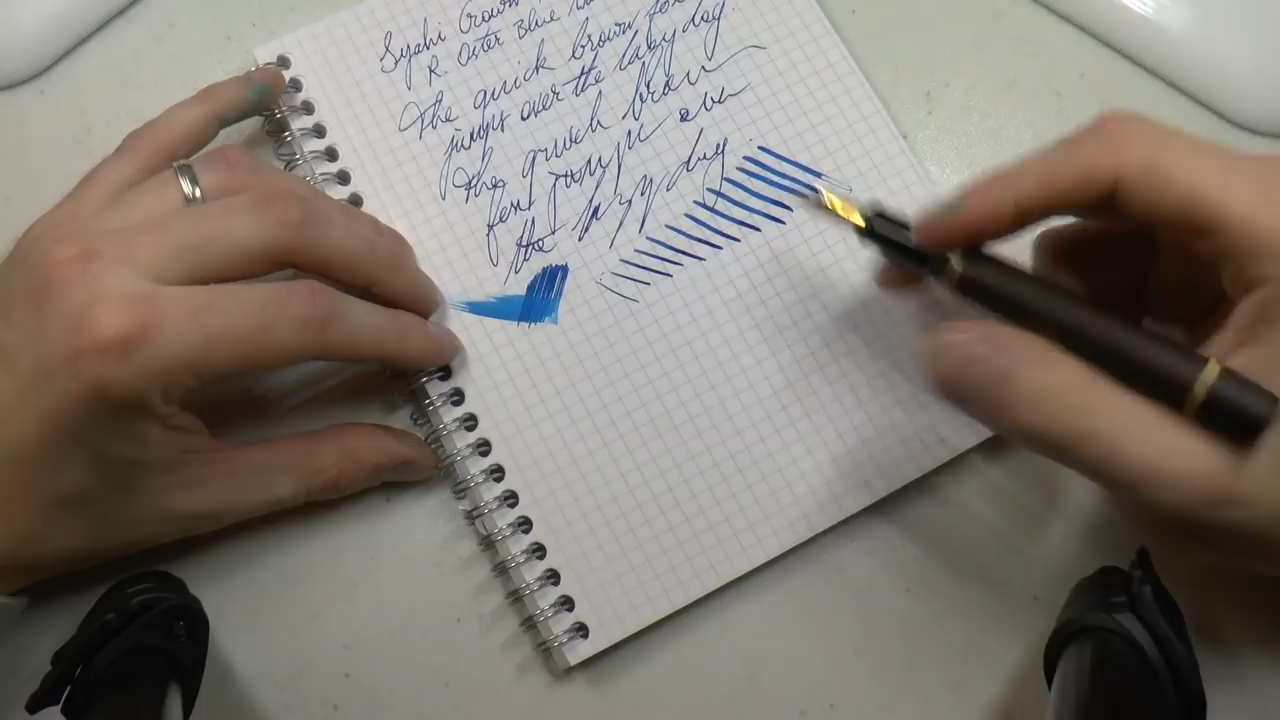 Syahi Crown
R. Oster Blue
The quick brown fox
jumps over the lazy dog.
The quick brown
fox jumps over
the lazy dog.